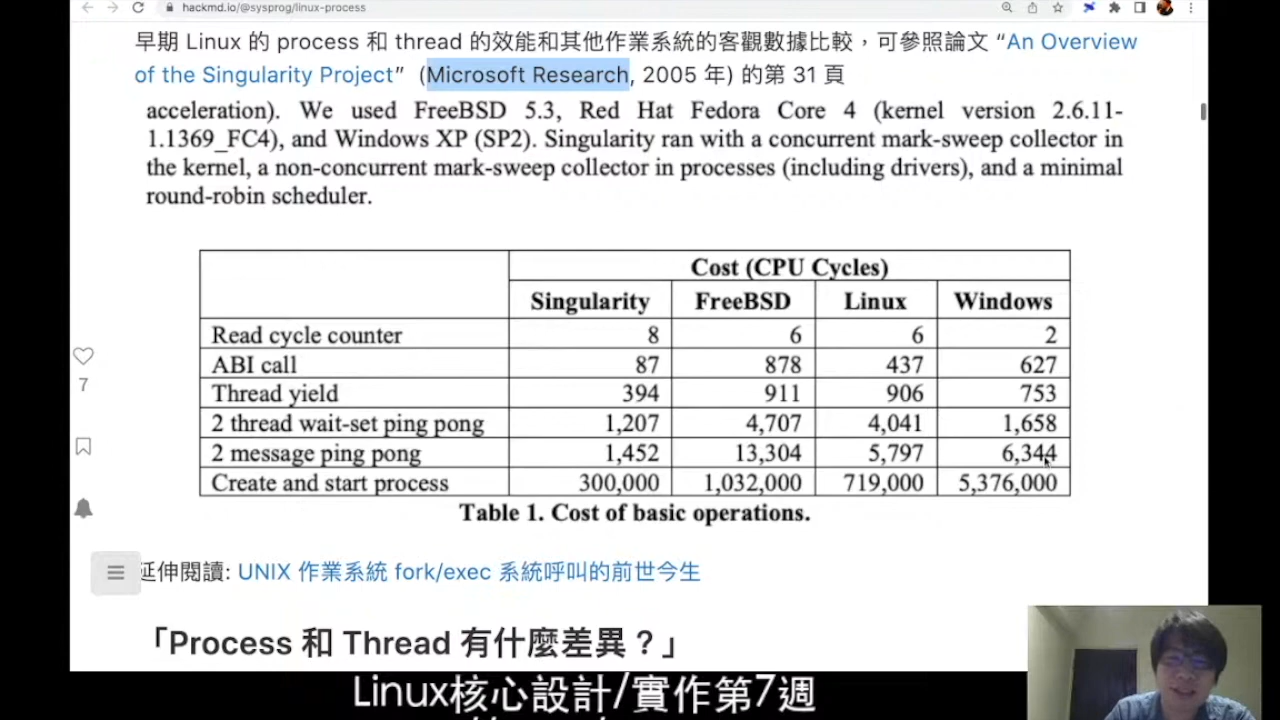 hackmd.io/@sysprog/linux-process
早期 Linux 的 process 和 thread 的效能和其他作業系統的客觀數據比較，可參照論文 “An Overview
of the Singularity Project” (Microsoft Research, 2005 年) 的第 31 頁
acceleration). We used FreeBSD 5.3, Red Hat Fedora Core 4 (kernel version 2.6.11-
1.1369_FC4), and Windows XP (SP2). Singularity ran with a concurrent mark-sweep collector in
the kernel, a non-concurrent mark-sweep collector in processes (including drivers), and a minimal
round-robin scheduler.
Cost (CPU Cycles)
Singularity FreeBSD Linux Windows
Read cycle counter 8 6 6 2
ABI call 87 878 437 627
Thread yield 394 911 906 753
2 thread wait-set ping pong 1,207 4,707 4,041 1,658
2 message ping pong 1,452 13,304 5,797 6,344
Create and start process 300,000 1,032,000 719,000 5,376,000
Table 1. Cost of basic operations.
7
延伸閱讀: UNIX 作業系統 fork/exec 系統呼叫的前世今生
「Process 和 Thread 有什麼差異？」
Linux核心設計/實作第7週